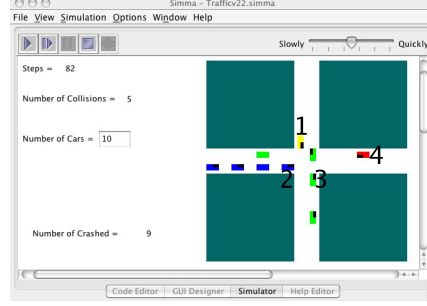 Simma - Trafficv22.simma
File View Simulation Options Window Help
Slowly Quickly
Steps = 82
Number of Collisions = 5
Number of Cars = 10
Number of Crashed = 9
1
4
2 3
Code Editor GUI Designer Simulator Help Editor